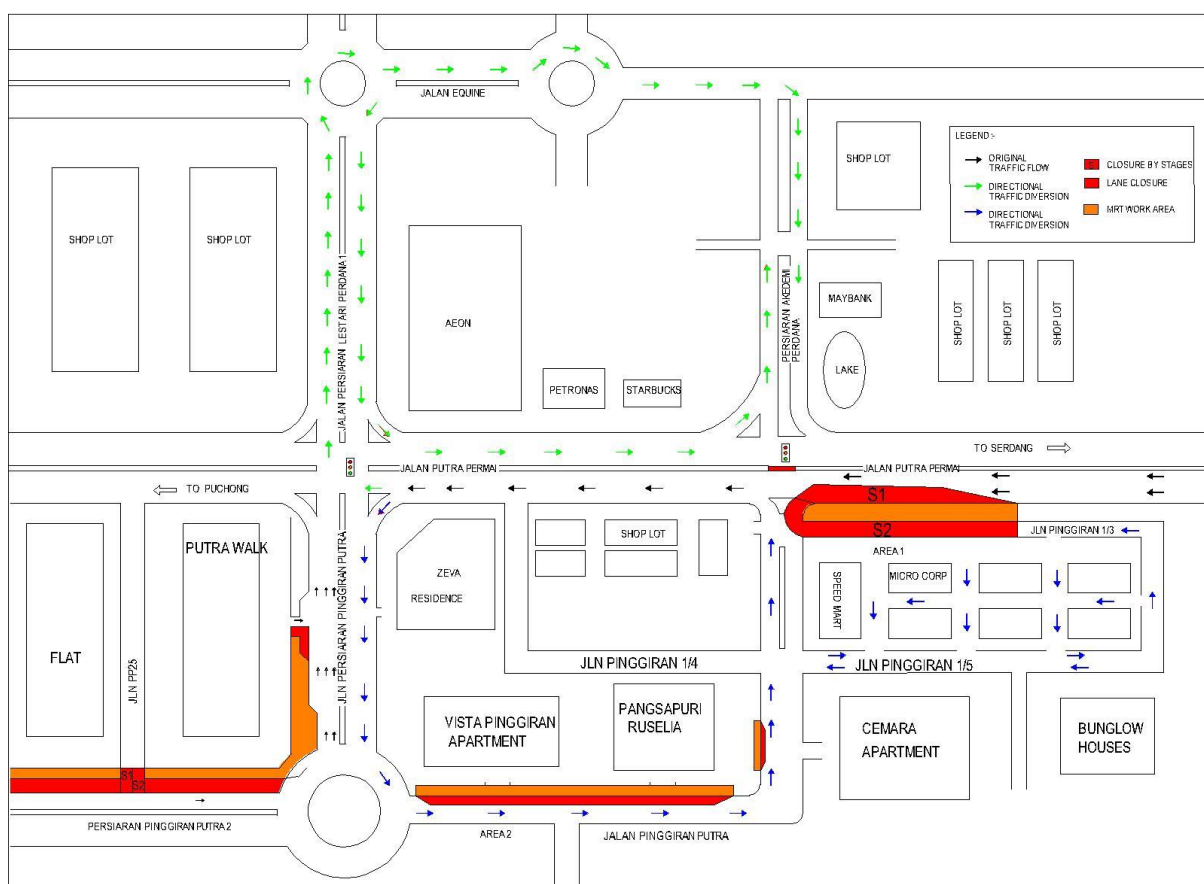 JALAN EQUINE
LEGEND :-
ORIGINAL
TRAFFIC FLOW
DIRECTIONAL
TRAFFIC DIVERSION
DIRECTIONAL
TRAFFIC DIVERSION
S
CLOSURE BY STAGES
LANE CLOSURE
MRT WORK AREA
SHOP LOT
SHOP LOT
SHOP LOT
JALAN PERSIARAN LESTARI PERDANA 1
AEON
PETRONAS
STARBUCKS
PERSIARAN AKEDEMI
PERDANA
MAYBANK
LAKE
SHOP LOT
SHOP LOT
SHOP LOT
TO SERDANG
JALAN PUTRA PERMAI
JALAN PUTRA PERMAI
TO PUCHONG
S1
S2
JLN PINGGIRAN 1/3
AREA 1
PUTRA WALK
SHOP LOT
ZEVA
RESIDENCE
SPEED MART
MICRO CORP
FLAT
JLN PP25
JLN PERSIARAN PINGGIRAN PUTRA
JLN PINGGIRAN 1/4
JLN PINGGIRAN 1/5
VISTA PINGGIRAN
APARTMENT
PANGSAPURI
RUSELIA
CEMARA
APARTMENT
BUNGLOW
HOUSES
S1
S2
PERSIARAN PINGGIRAN PUTRA 2
AREA 2
JALAN PINGGIRAN PUTRA